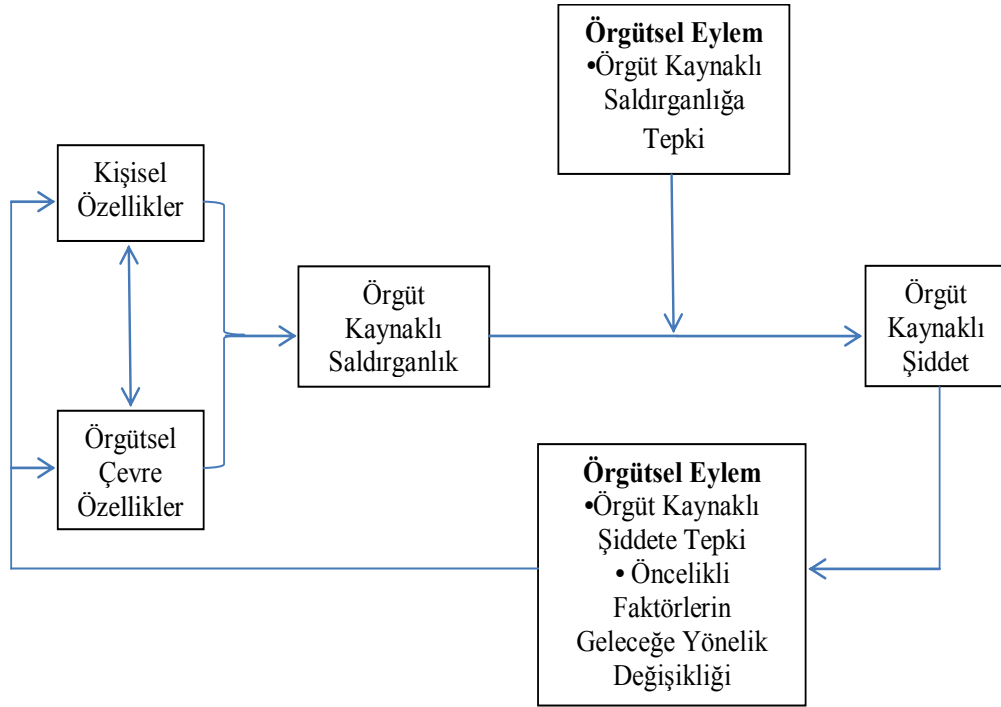 Örgütsel Eylem
•Örgüt Kaynaklı
Saldırganlığa
Tepki
Kişisel
Özellikler
Örgüt
Kaynaklı
Saldırganlık
Örgüt
Kaynaklı
Şiddet
Örgütsel
Çevre
Özellikler
Örgütsel Eylem
•Örgüt Kaynaklı
Şiddete Tepki
• Öncelikli
Faktörlerin
Geleceğe Yönelik
Değişikliği